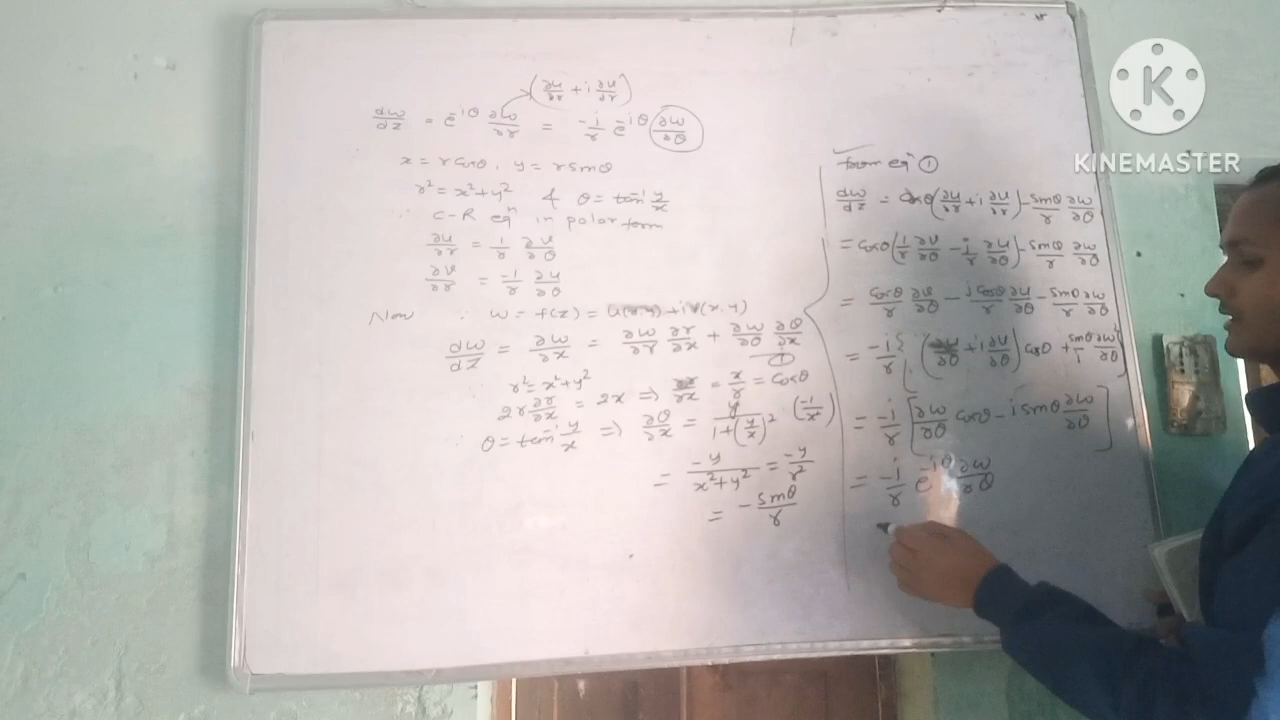 (∂u/∂r + i ∂v/∂r)
dw/dz = e^-iθ ∂w/∂r = -i/r e^-iθ ∂w/∂θ
x = r cosθ, y = r sinθ
r² = x²+y² & θ = tan⁻¹ y/x
∵ C-R eqⁿ in polar form
∂u/∂r = 1/r ∂v/∂θ
∂v/∂r = -1/r ∂u/∂θ
Now ∵ w = f(z) = u(x,y)+iv(x,y)
dw/dz = ∂w/∂x = ∂w/∂r ∂r/∂x + ∂w/∂θ ∂θ/∂x
①
r² = x²+y²
2r ∂r/∂x = 2x ⇒ ∂r/∂x = x/r = cosθ
∵ θ = tan⁻¹ y/x ⇒ ∂θ/∂x = y/(1+(y/x)²) (-1/x²)
= -y/(x²+y²) = -y/r²
= - sinθ/r
from eqⁿ ①
dw/dz = cosθ(∂u/∂r + i ∂v/∂r) - sinθ/r ∂w/∂θ
= cosθ(1/r ∂v/∂θ - i/r ∂u/∂θ) - sinθ/r ∂w/∂θ
= cosθ/r ∂v/∂θ - i cosθ/r ∂u/∂θ - sinθ/r ∂w/∂θ
= -i/r { (∂u/∂θ + i ∂v/∂θ) cosθ + sinθ/i ∂w/∂θ }
= -i/r [∂w/∂θ cosθ - i sinθ ∂w/∂θ]
= -i/r e^-iθ ∂w/∂θ
K
KINEMASTER